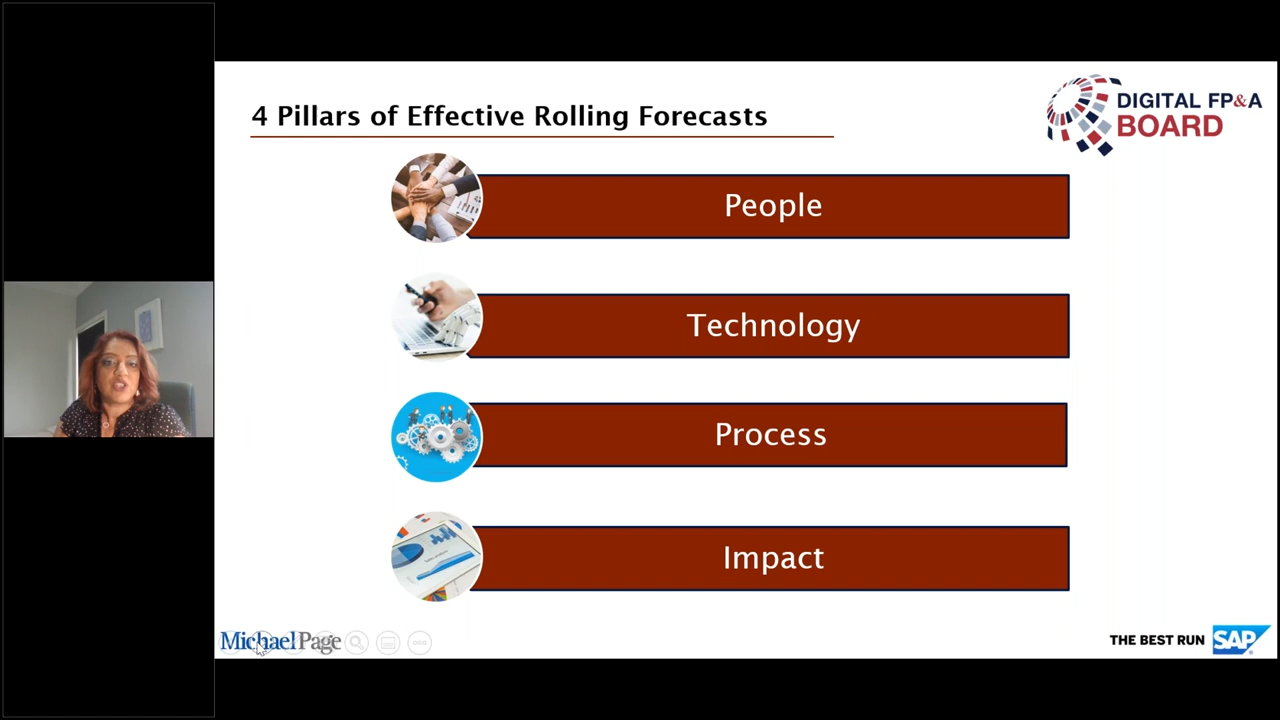 4 Pillars of Effective Rolling Forecasts
DIGITAL FP&A
BOARD
People
Technology
Process
Impact
MichaelPage
THE BEST RUN SAP